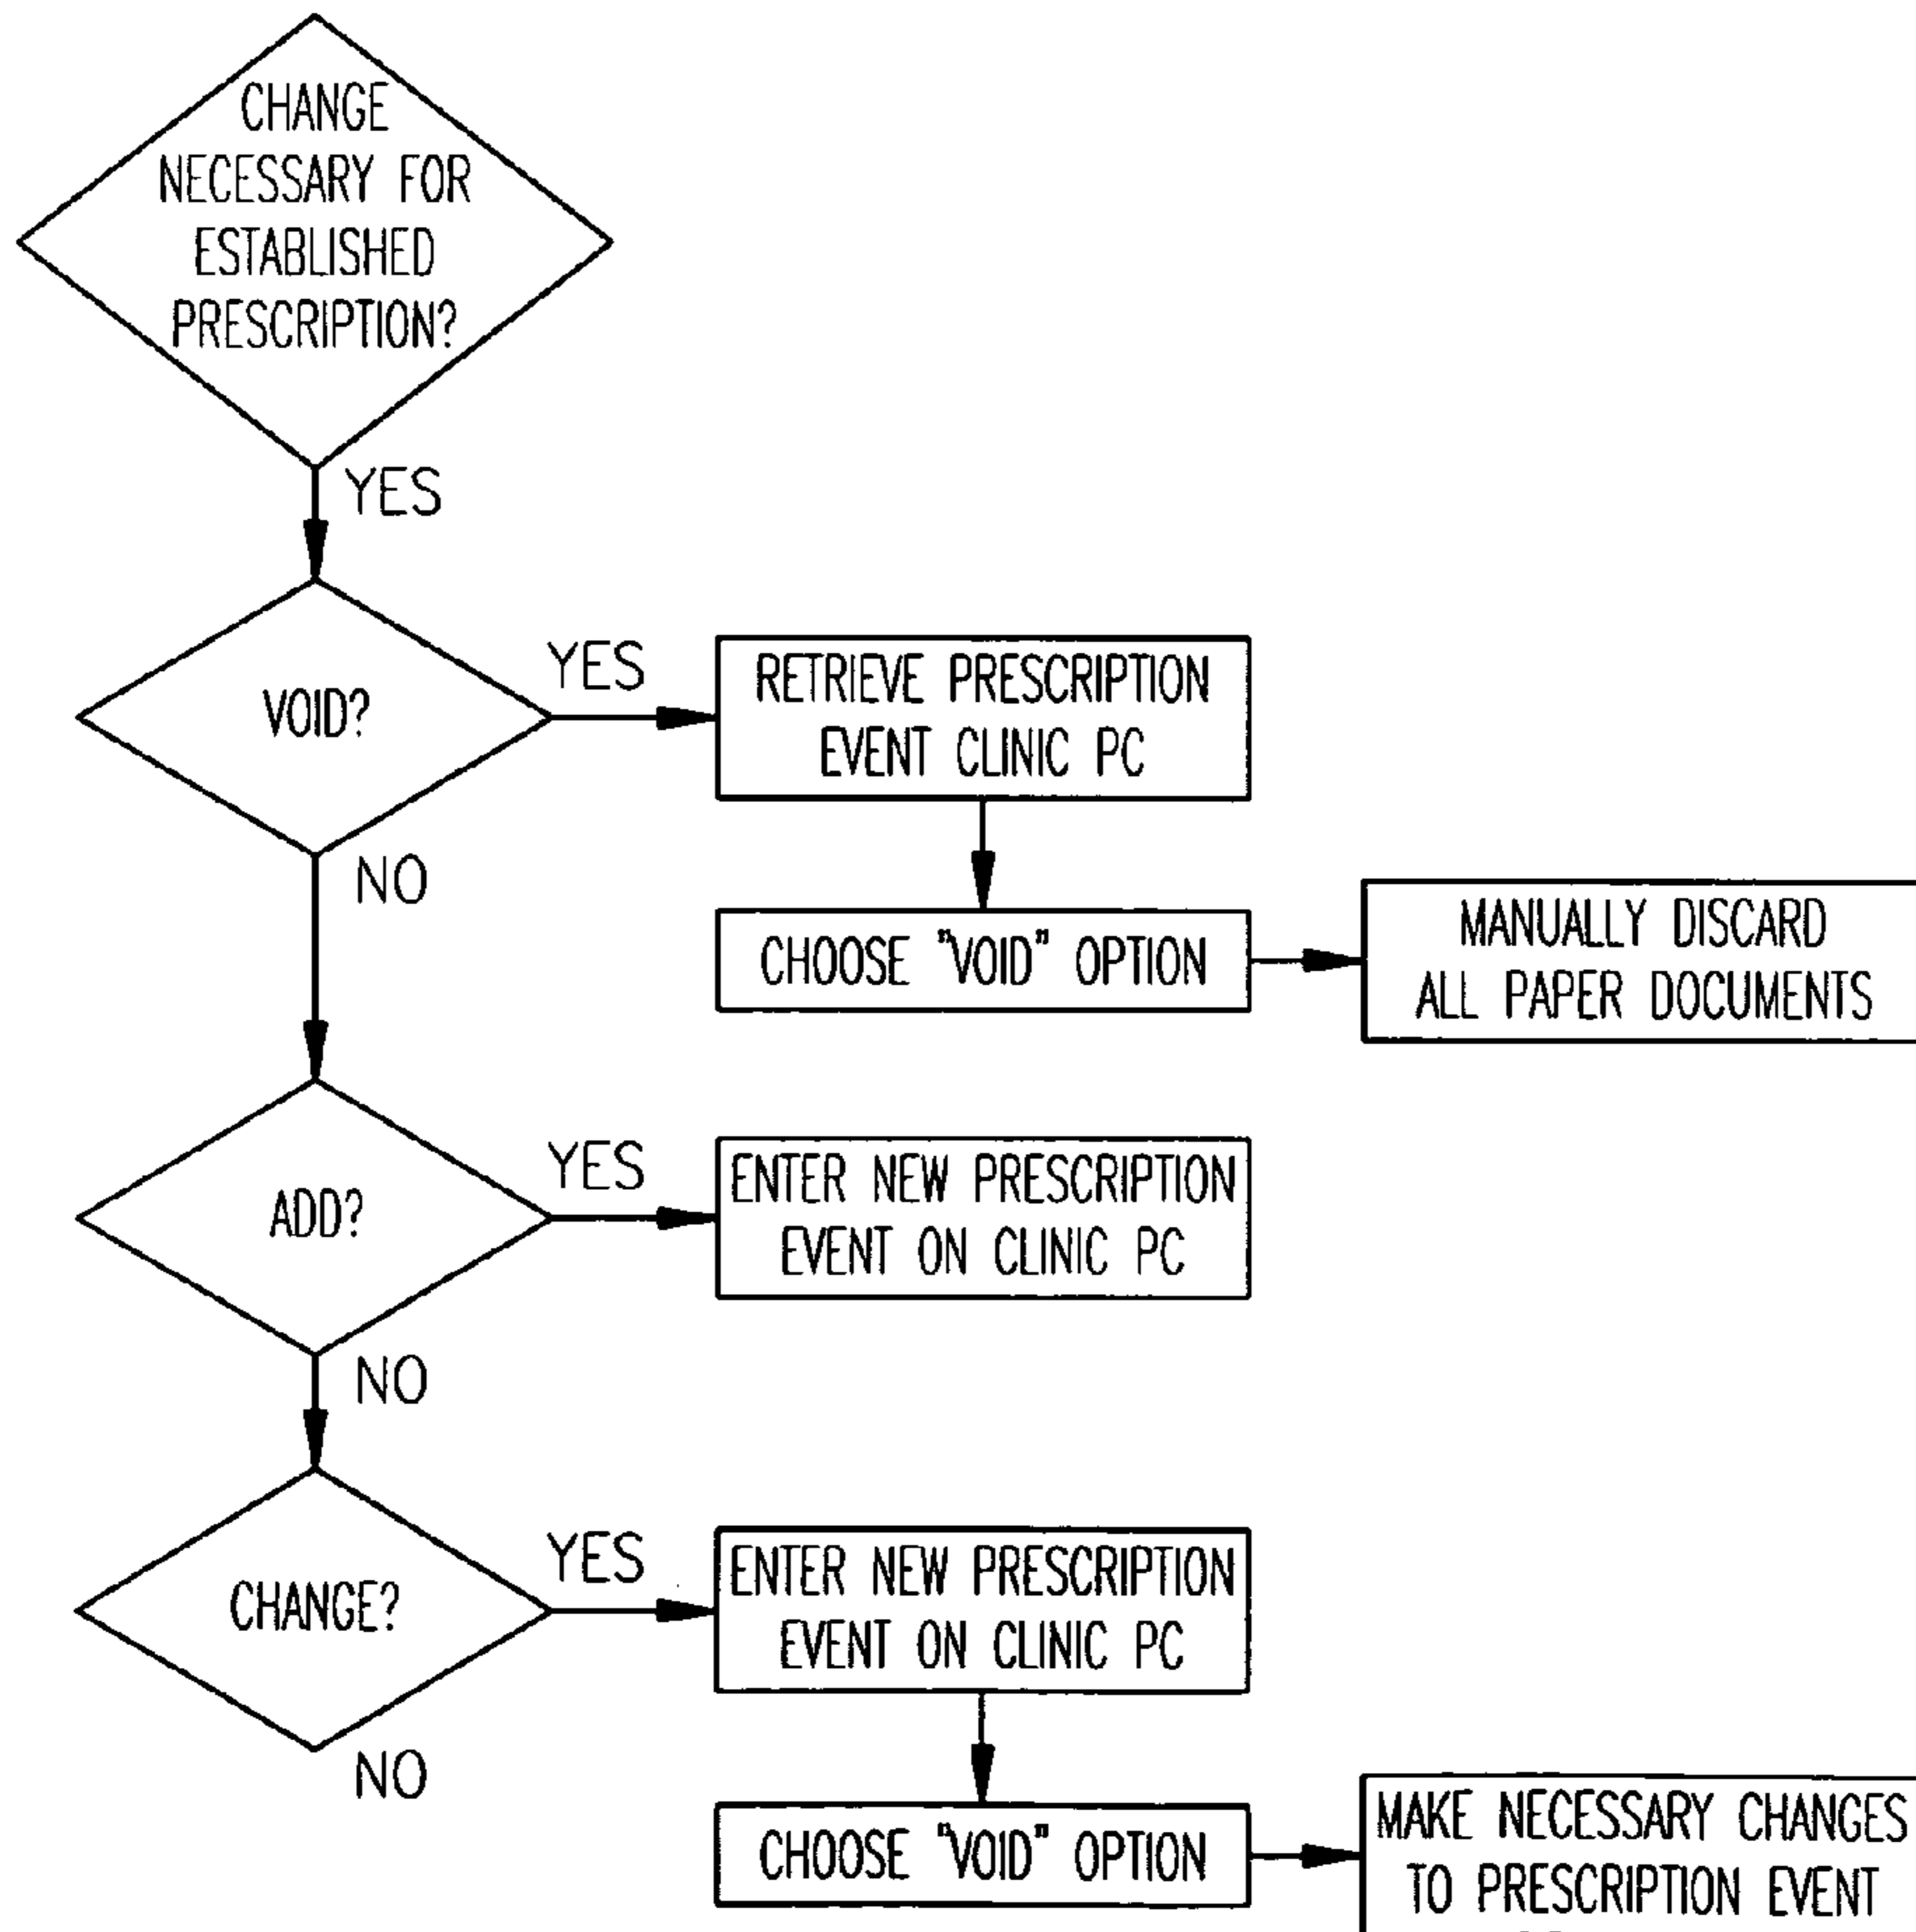 CHANGE
NECESSARY FOR
ESTABLISHED
PRESCRIPTION?
YES
VOID?
YES
RETRIEVE PRESCRIPTION
EVENT CLINIC PC
NO
CHOOSE "VOID" OPTION
MANUALLY DISCARD
ALL PAPER DOCUMENTS
ADD?
YES
ENTER NEW PRESCRIPTION
EVENT ON CLINIC PC
NO
CHANGE?
YES
ENTER NEW PRESCRIPTION
EVENT ON CLINIC PC
NO
CHOOSE "VOID" OPTION
MAKE NECESSARY CHANGES
TO PRESCRIPTION EVENT